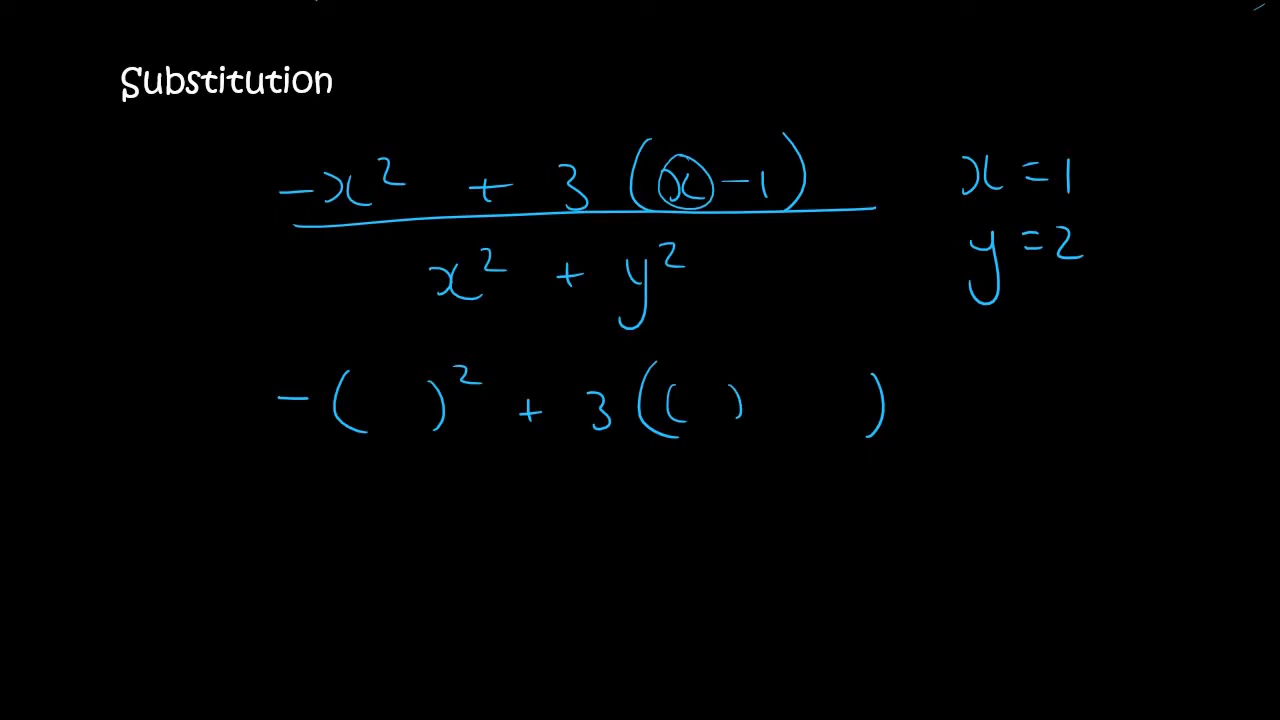 Substitution
-x² + 3 (x-1)
x = 1
x² + y²
y = 2
-( )² + 3 (( ) )